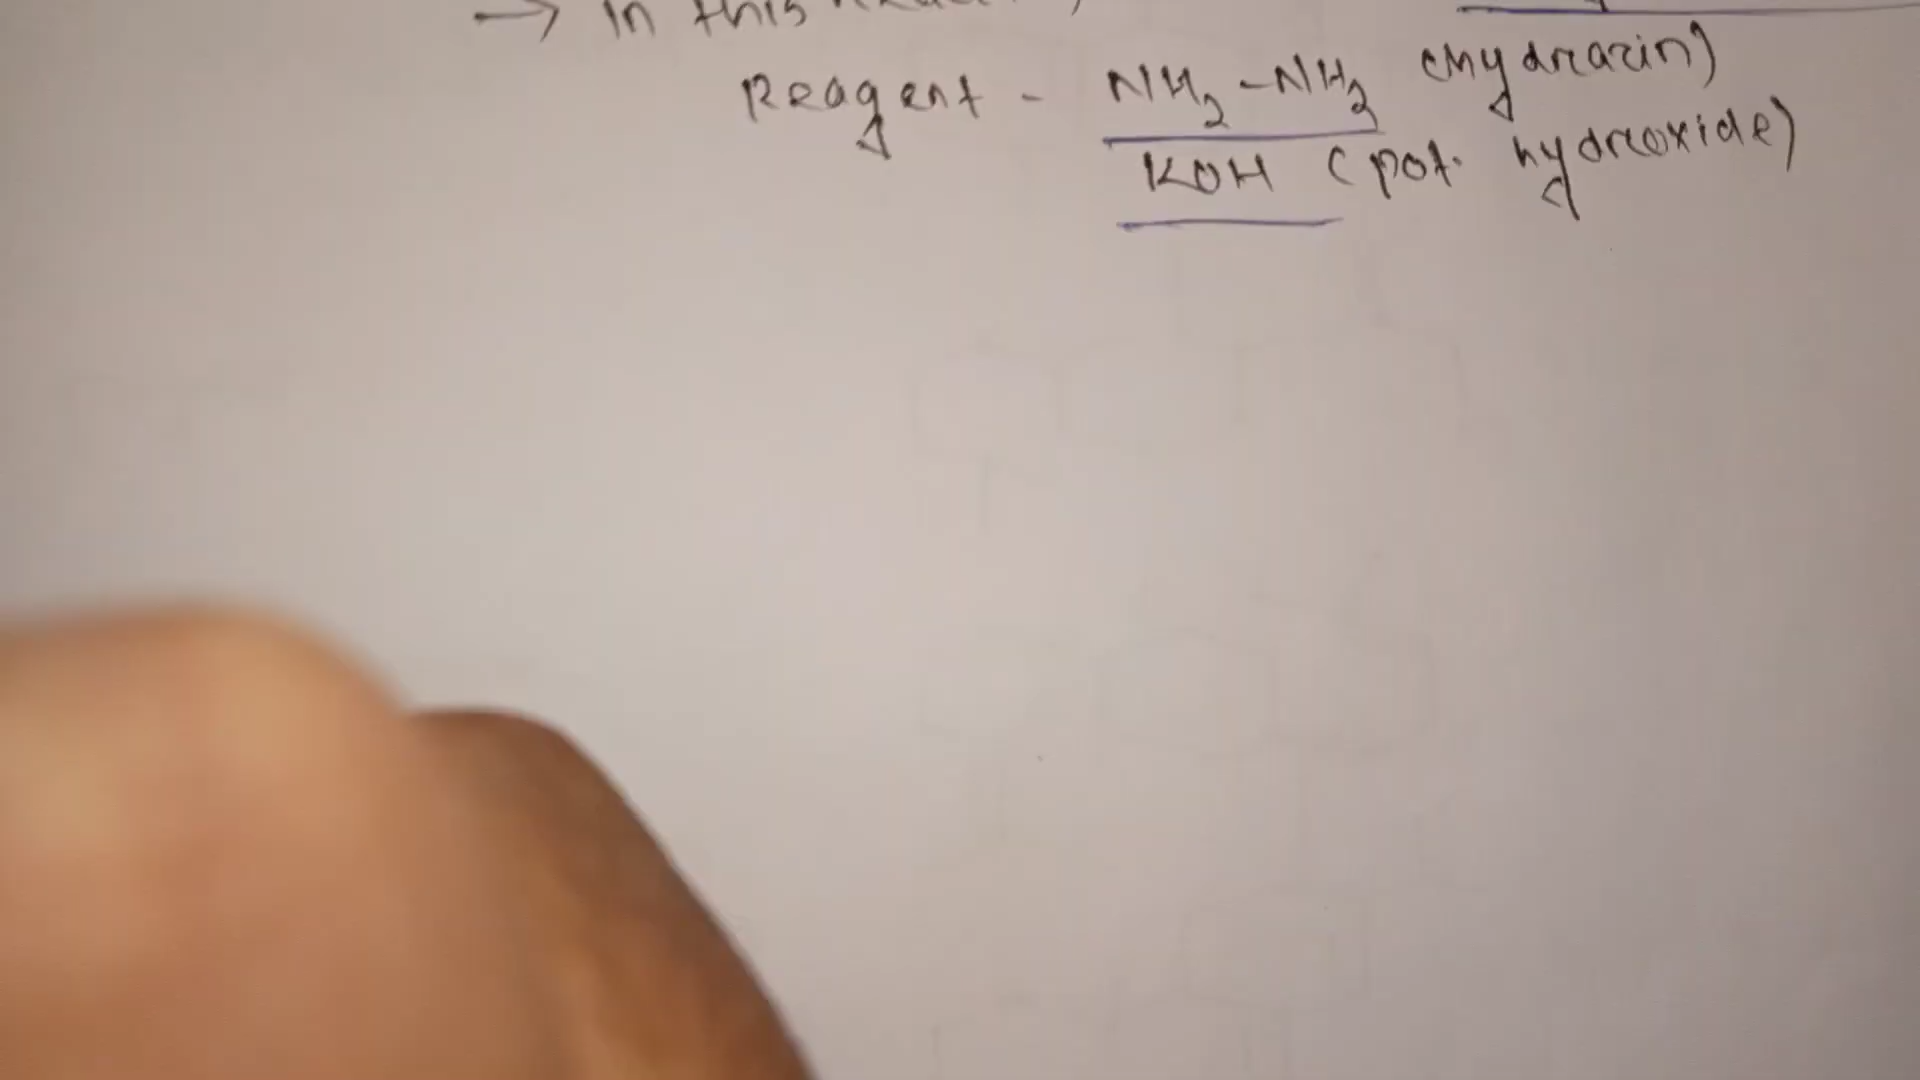 → In this
Reagent - NH2-NH2 (Hydrazin)
KOH (pot. hydroxide)